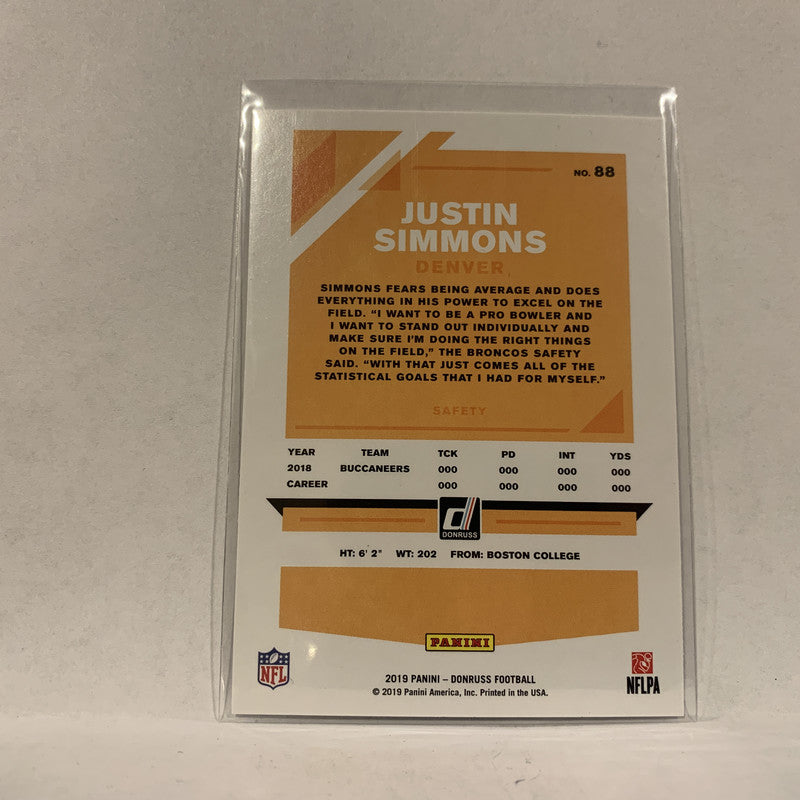 NO. 88
JUSTIN
SIMMONS
DENVER
SIMMONS FEARS BEING AVERAGE AND DOES
EVERYTHING IN HIS POWER TO EXCEL ON THE
FIELD. “I WANT TO BE A PRO BOWLER AND
I WANT TO STAND OUT INDIVIDUALLY AND
MAKE SURE I’M DOING THE RIGHT THINGS
ON THE FIELD,” THE BRONCOS SAFETY
SAID. “WITH THAT JUST COMES ALL OF THE
STATISTICAL GOALS THAT I HAD FOR MYSELF.”
SAFETY
YEAR TEAM TCK PD INT YDS
2018 BUCCANEERS 000 000 000 000
CAREER 000 000 000 000
d
DONRUSS
HT: 6' 2" WT: 202 FROM: BOSTON COLLEGE
PANINI
NFL
2019 PANINI – DONRUSS FOOTBALL
© 2019 Panini America, Inc. Printed in the USA.
NFLPA